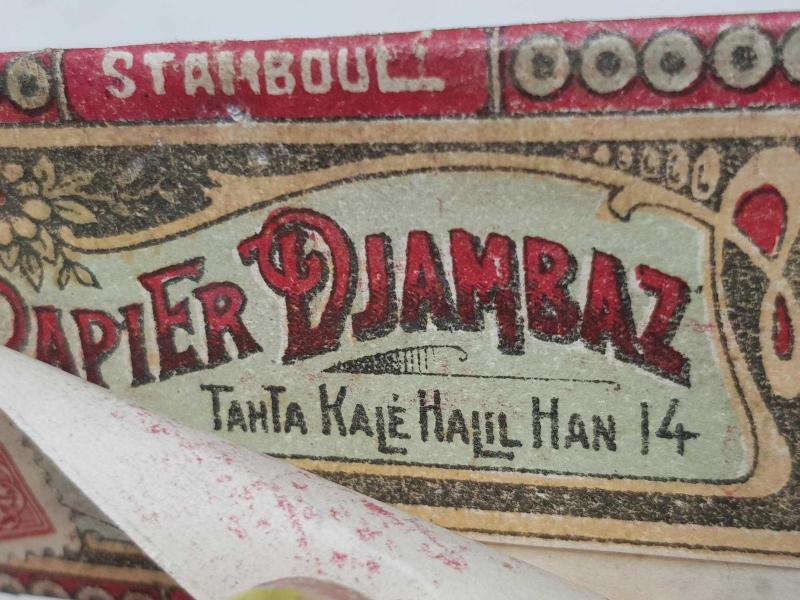 STAMBOUL
PAPIER DJAMBAZ
TAHTA KALÉ HALIL HAN 14